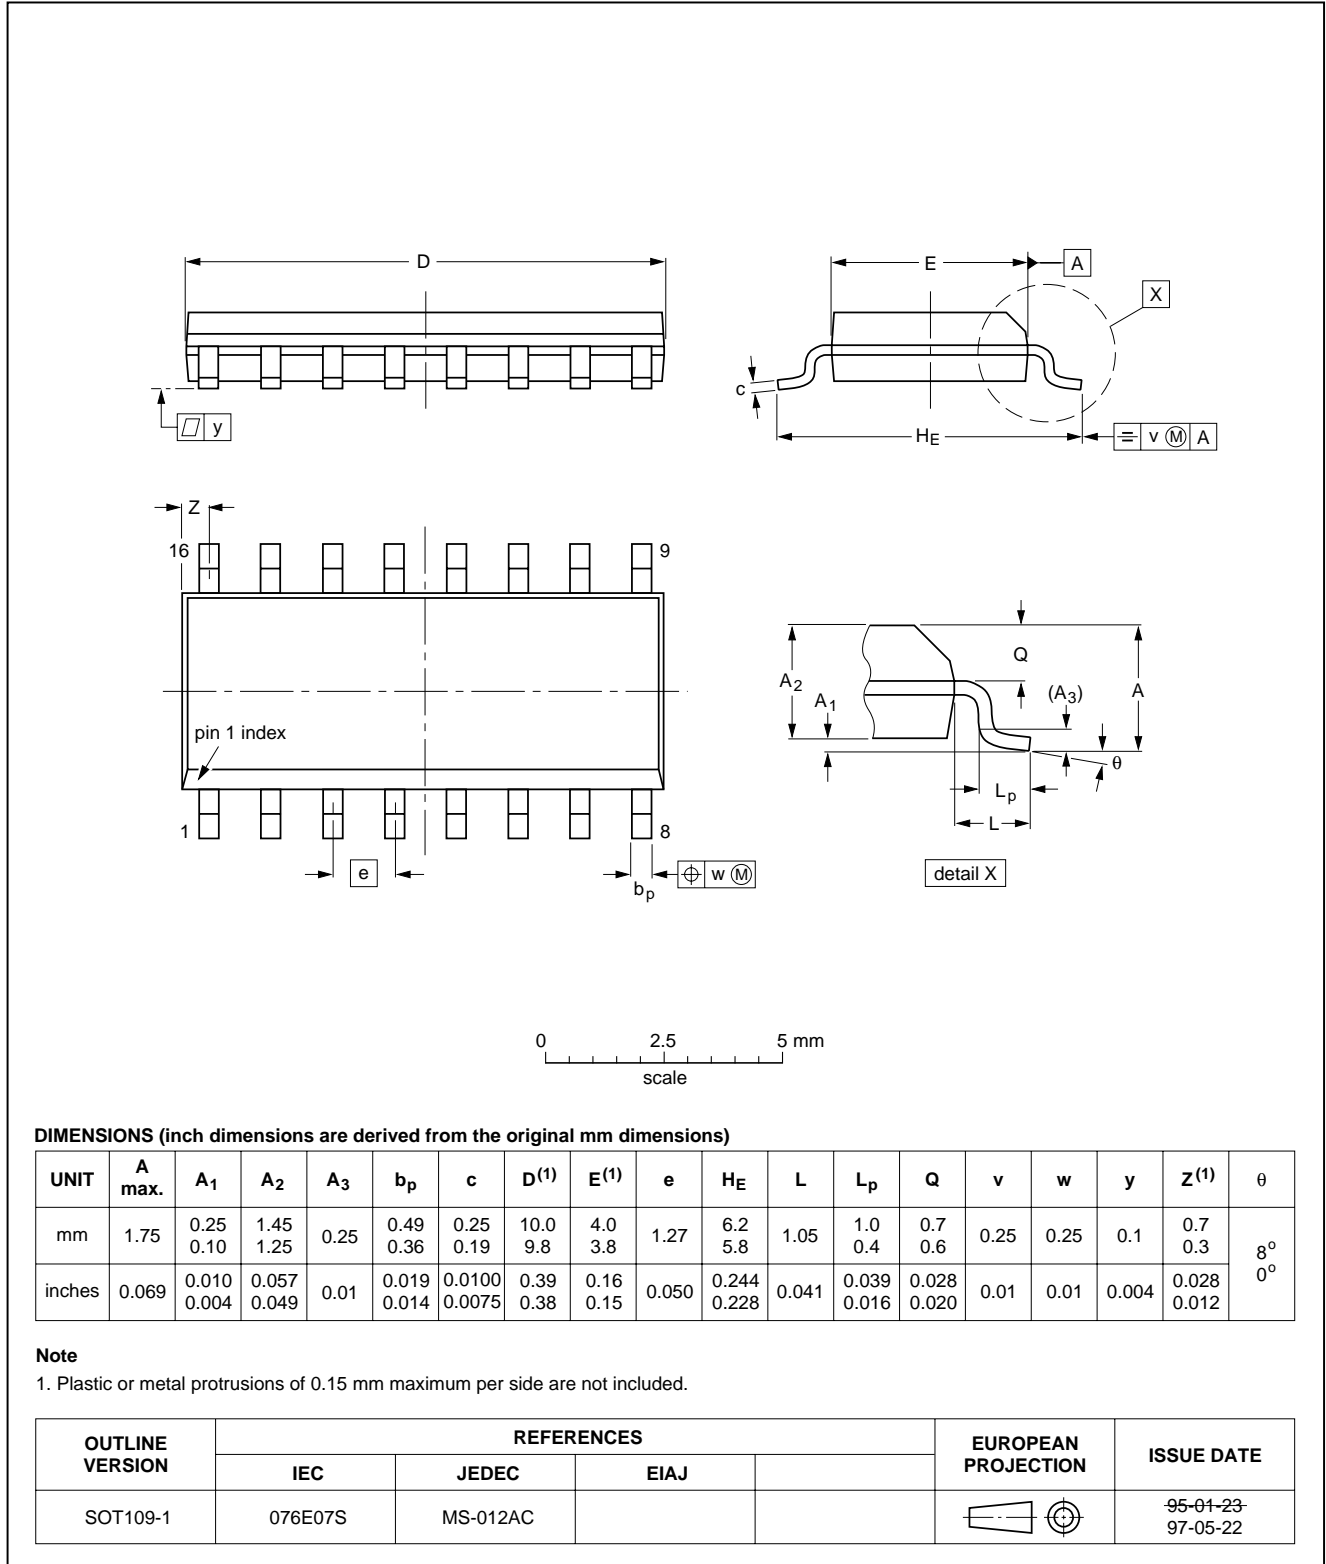 D
E
A
X
c
y
HE
v M A
Z
16
9
pin 1 index
1
8
e
bp
w M
A2
A1
Q
(A3)
A
θ
Lp
L
detail X
0 2.5 5 mm
scale
DIMENSIONS (inch dimensions are derived from the original mm dimensions)
UNIT A max. A1 A2 A3 bp c D(1) E(1) e HE L Lp Q v w y Z(1) θ
mm 1.75 0.25 0.10 1.45 1.25 0.25 0.49 0.36 0.25 0.19 10.0 9.8 4.0 3.8 1.27 6.2 5.8 1.05 1.0 0.4 0.7 0.6 0.25 0.25 0.1 0.7 0.3 8o 0o
inches 0.069 0.010 0.004 0.057 0.049 0.01 0.019 0.014 0.0100 0.0075 0.39 0.38 0.16 0.15 0.050 0.244 0.228 0.041 0.039 0.016 0.028 0.020 0.01 0.01 0.004 0.028 0.012
Note
1. Plastic or metal protrusions of 0.15 mm maximum per side are not included.
OUTLINE VERSION REFERENCES EUROPEAN PROJECTION ISSUE DATE
IEC JEDEC EIAJ
SOT109-1 076E07S MS-012AC 95-01-23
97-05-22